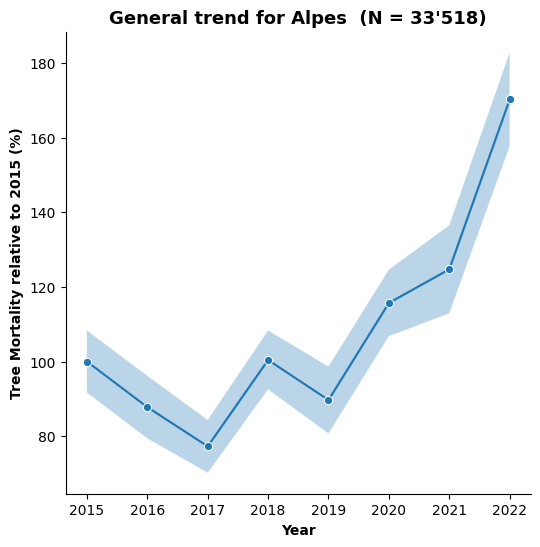 General trend for Alpes  (N = 33'518)
Tree Mortality relative to 2015 (%)
180
160
140
120
100
80
2015 2016 2017 2018 2019 2020 2021 2022
Year